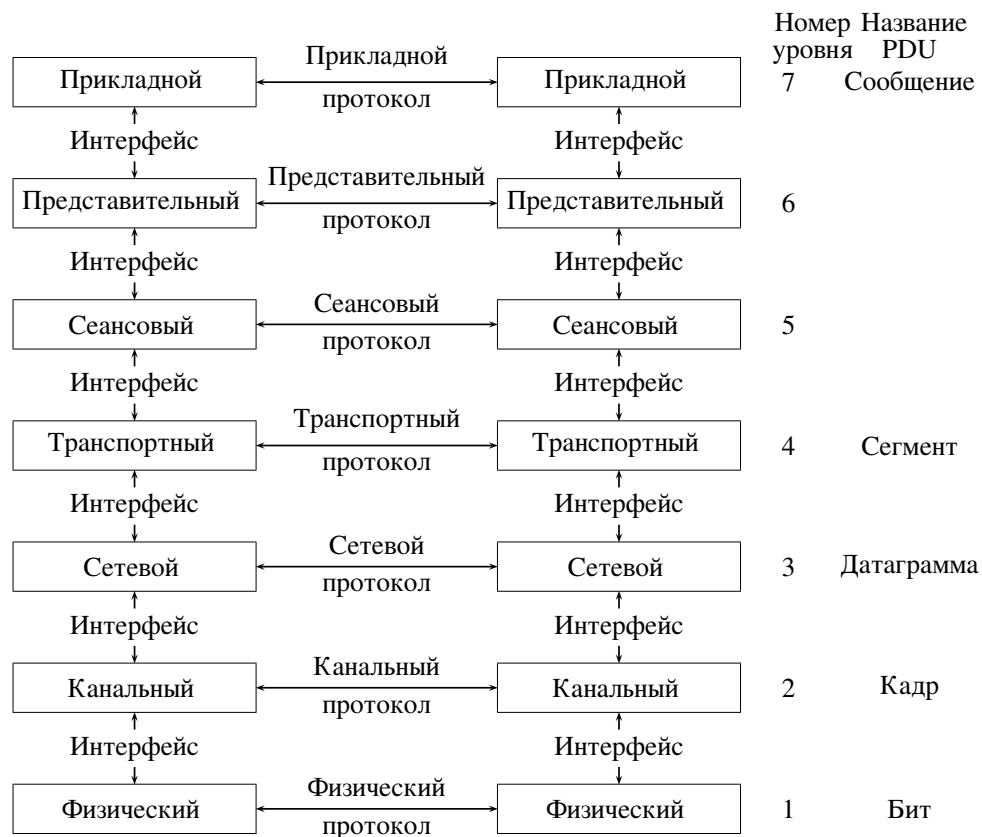 Номер Название
уровня PDU
Прикладной Прикладной Прикладной 7 Сообщение
протокол
Интерфейс Интерфейс
Представительный Представительный Представительный 6
протокол
Интерфейс Интерфейс
Сеансовый Сеансовый Сеансовый 5
протокол
Интерфейс Интерфейс
Транспортный Транспортный Транспортный 4 Сегмент
протокол
Интерфейс Интерфейс
Сетевой Сетевой Сетевой 3 Датаграмма
протокол
Интерфейс Интерфейс
Канальный Канальный Канальный 2 Кадр
протокол
Интерфейс Интерфейс
Физический Физический Физический 1 Бит
протокол